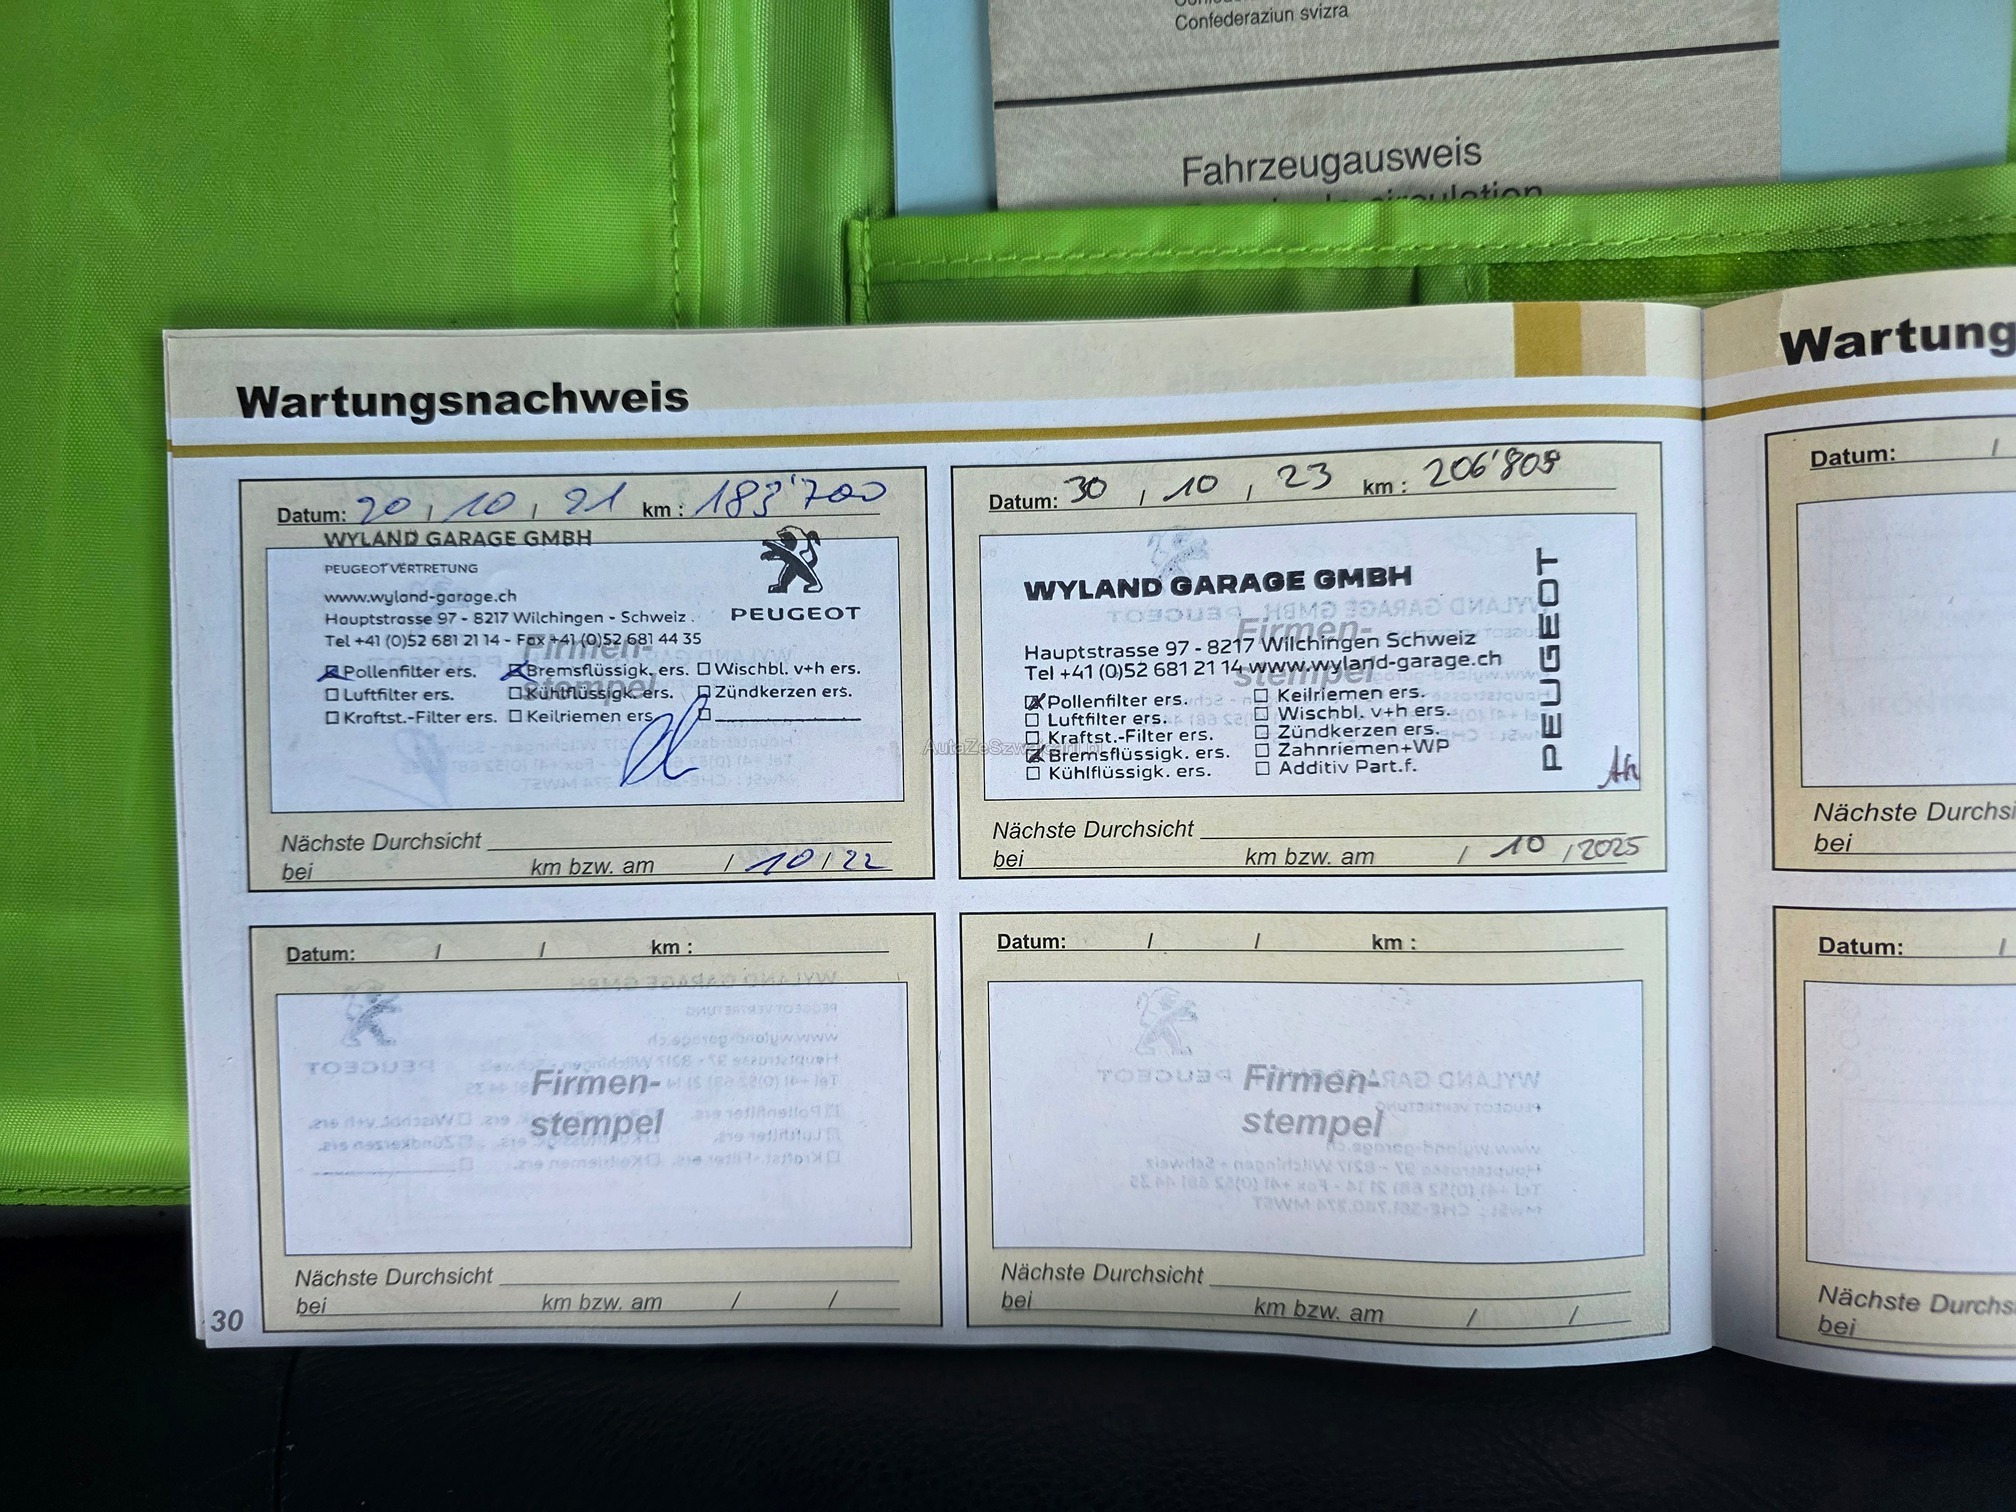 Confederaziun svizra
Fahrzeugausweis
Wartungsnachweis
Wartung
Datum: 20 / 10 / 21 km : 183'700
WYLAND GARAGE GMBH
PEUGEOT VERTRETUNG
www.wyland-garage.ch
Hauptstrasse 97 - 8217 Wilchingen - Schweiz
PEUGEOT
Tel +41 (0)52 681 21 14 - Fax +41 (0)52 681 44 35
Firmen-
stempel
Pollenfilter ers. Bremsflüssigk. ers. Wischbl. v+h ers.
Luftfilter ers. Kühlflüssigk. ers. Zündkerzen ers.
Kraftst.-Filter ers. Keilriemen ers.
Nächste Durchsicht
bei km bzw. am / 10 / 22
Datum: 30 / 10 / 23 km : 206'809
WYLAND GARAGE GMBH
Firmen-
stempel
Hauptstrasse 97 - 8217 Wilchingen Schweiz
Tel +41 (0)52 681 21 14 www.wyland-garage.ch
Pollenfilter ers. Keilriemen ers.
Luftfilter ers. Wischbl. v+h ers.
Kraftst.-Filter ers. Zündkerzen ers.
Bremsflüssigk. ers. Zahnriemen+WP
Kühlflüssigk. ers. Additiv Part.f.
PEUGEOT
Nächste Durchsicht
bei km bzw. am / 10 / 2025
Datum: /
Nächste Durchsi
bei
Datum: / / km :
Firmen-
stempel
Nächste Durchsicht
bei km bzw. am / /
Datum: / / km :
Firmen-
stempel
Nächste Durchsicht
bei km bzw. am / /
Datum: /
Nächste Durchs
bei
30